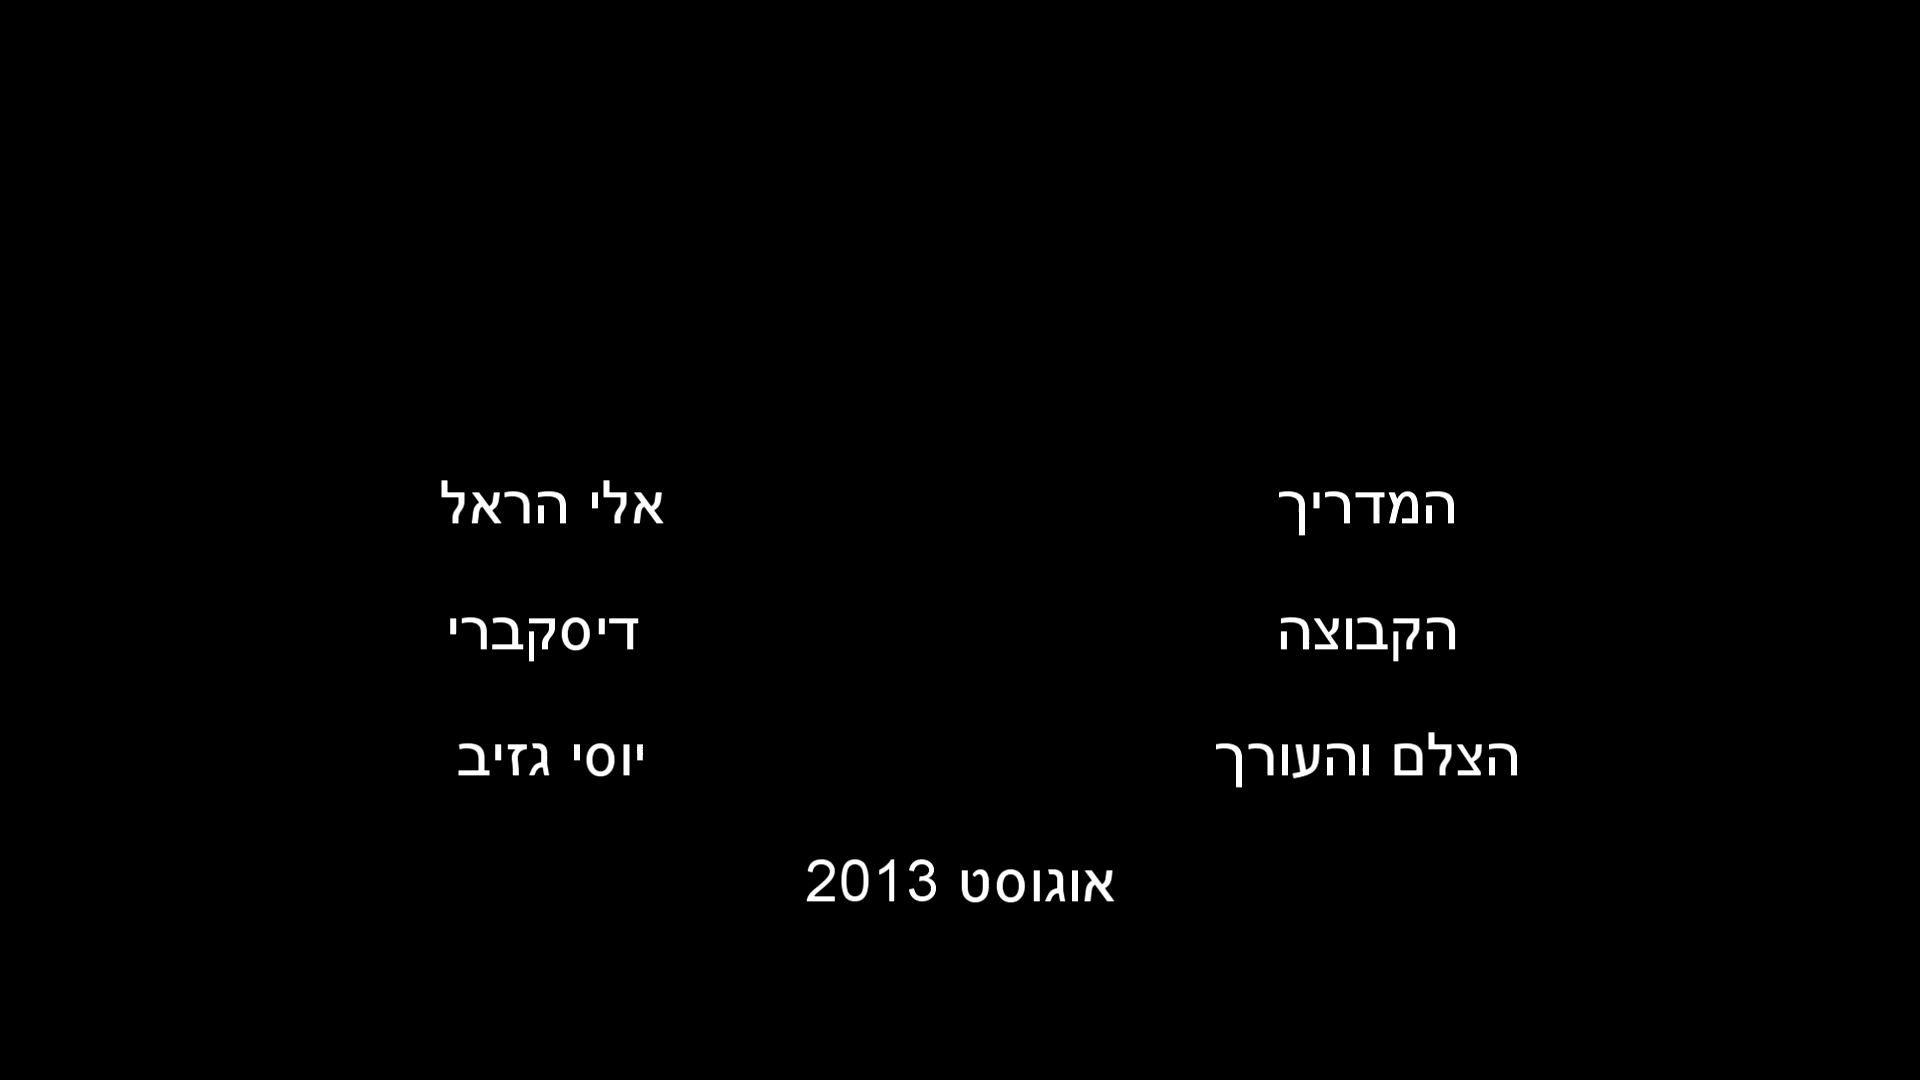 המדריך אלי הראל
הקבוצה דיסקברי
הצלם והעורך יוסי גזיב
אוגוסט 2013